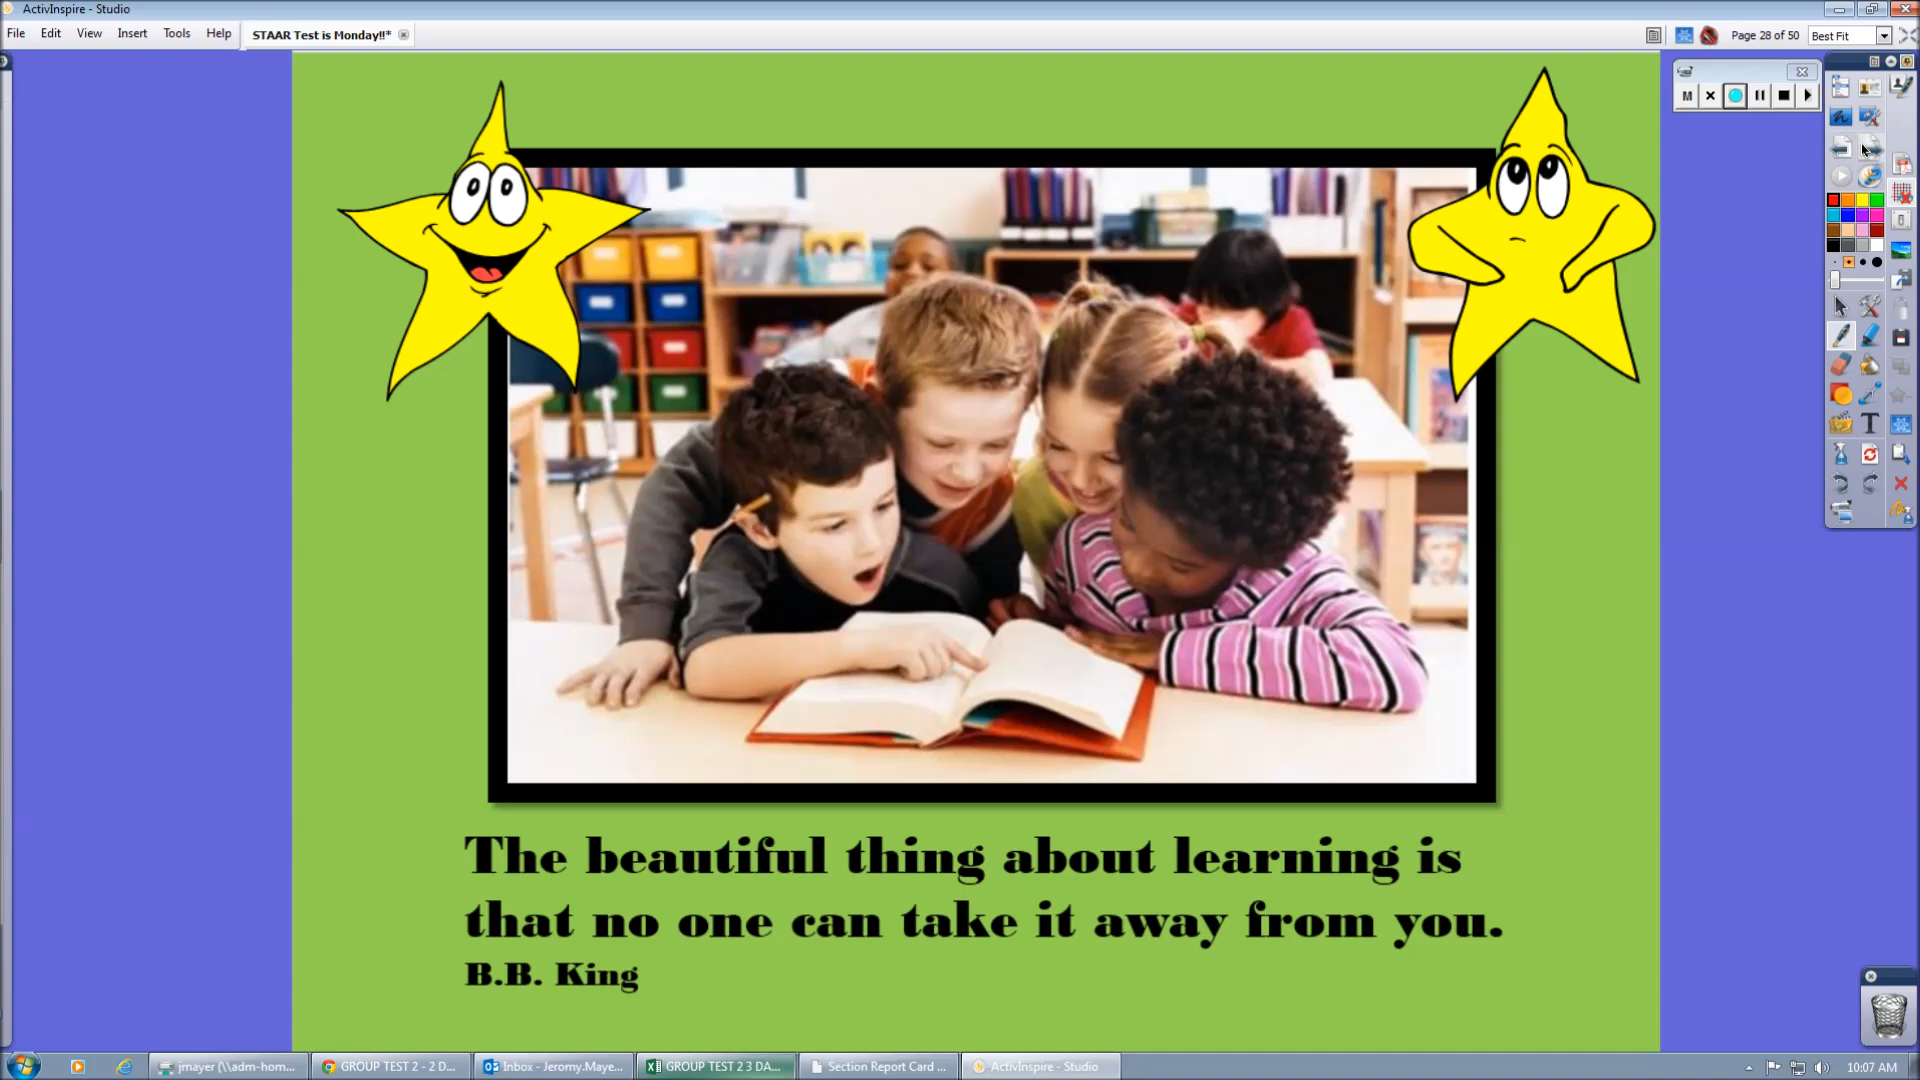 ActivInspire - Studio
File Edit View Insert Tools Help
STAAR Test is Monday!!*
Page 28 of 50
Best Fit
M
T
The beautiful thing about learning is
that no one can take it away from you.
B.B. King
jmayer (\\adm-hom...
GROUP TEST 2 - 2 D...
Inbox - Jeromy.Maye...
GROUP TEST 2 3 DA...
Section Report Card ...
ActivInspire - Studio
10:07 AM